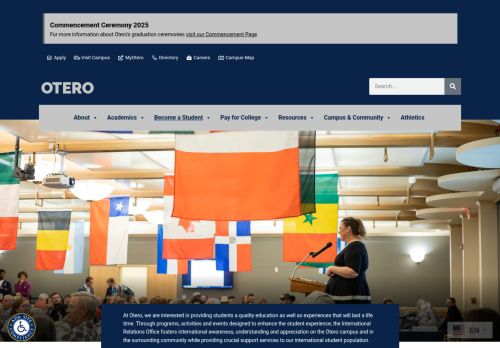 Commencement Ceremony 2025
For more information about Otero's graduation ceremonies visit our Commencement Page
Apply Visit Campus MyOtero Directory Careers Campus Map
OTERO
Search...
About Academics Become a Student Pay for College Resources Campus & Community Athletics
At Otero, we are interested in providing students a quality education as well as experiences that will last a life
time. Through programs, activities and events designed to enhance the student experience, the International
Relations Office fosters international awareness, understanding and appreciation on the Otero campus and in
the surrounding community while providing crucial support services to our international student population.
EN